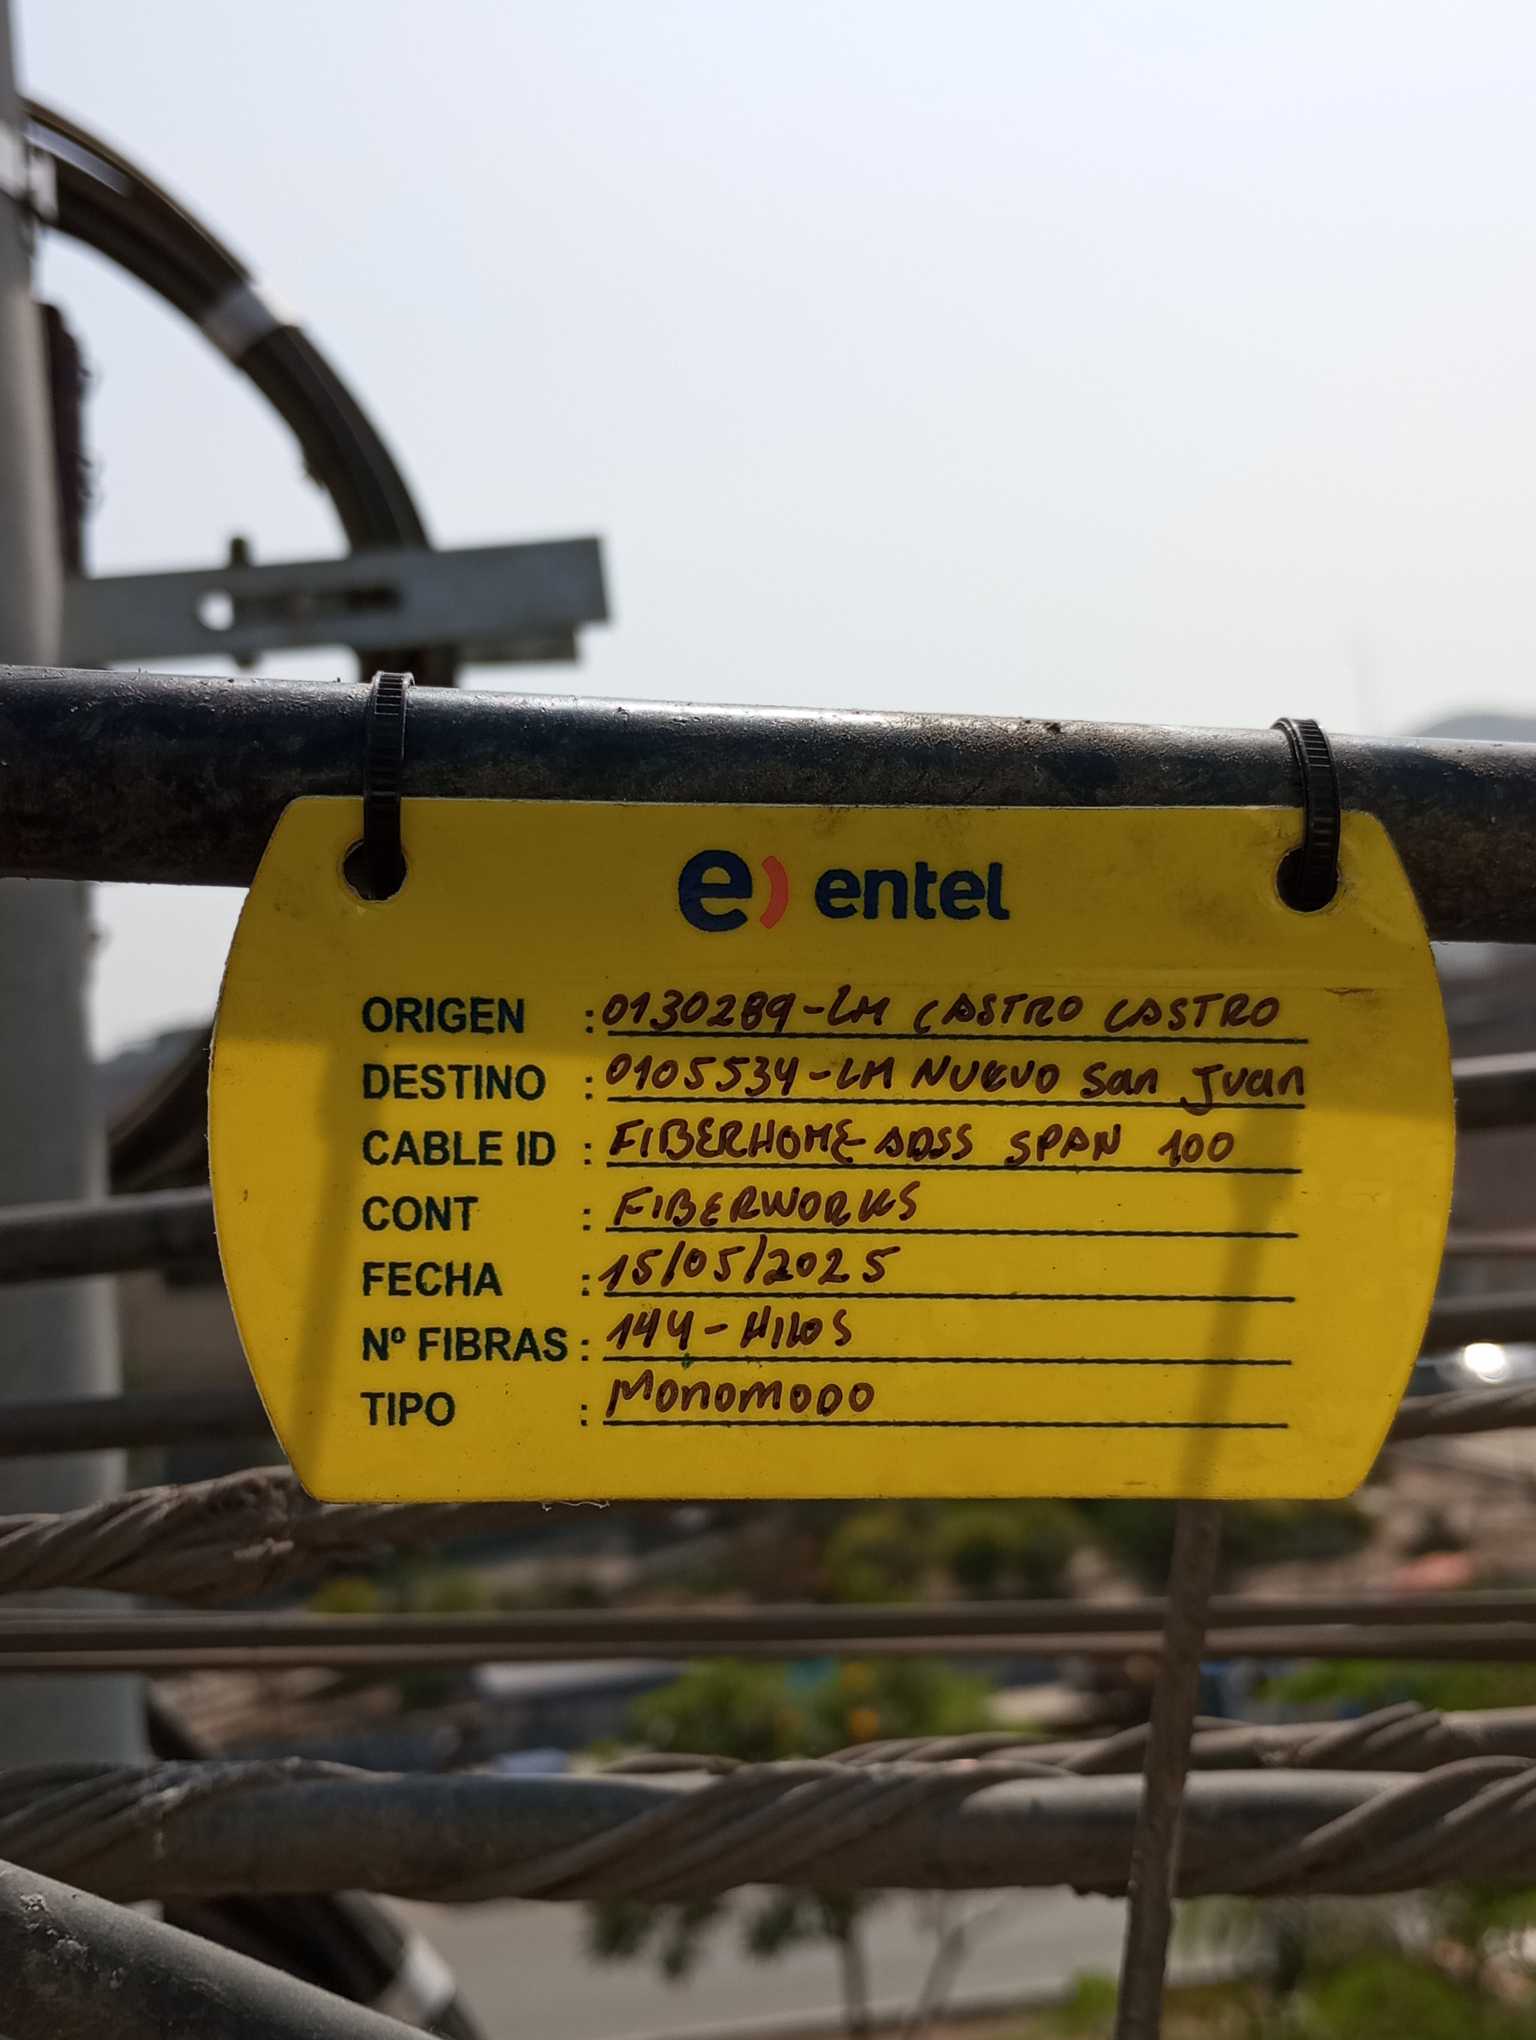 e) entel
ORIGEN : 0130289-LM CASTRO CASTRO
DESTINO : 0105534-LM NUEVO San Juan
CABLE ID : FIBERHOME ADSS SPAN 100
CONT : FIBERWORKS
FECHA : 15/05/2025
Nº FIBRAS : 144-HILOS
TIPO : MONOMODO